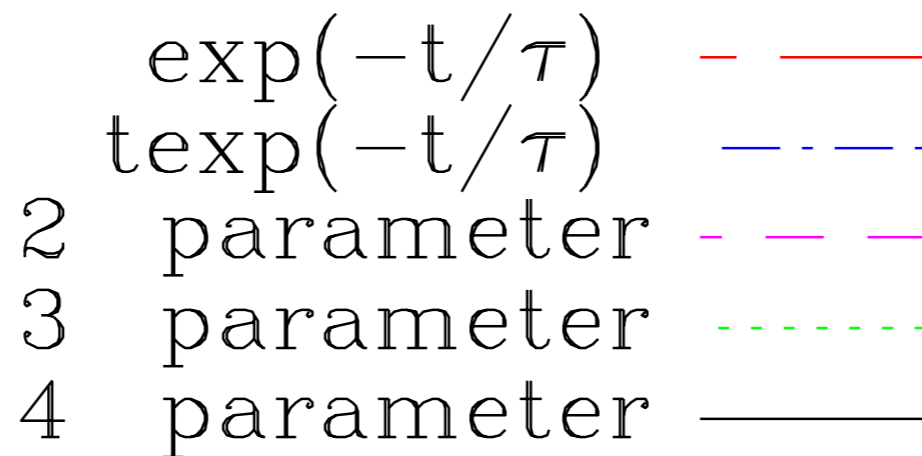 exp(−t/τ)
texp(−t/τ)
2 parameter
3 parameter
4 parameter